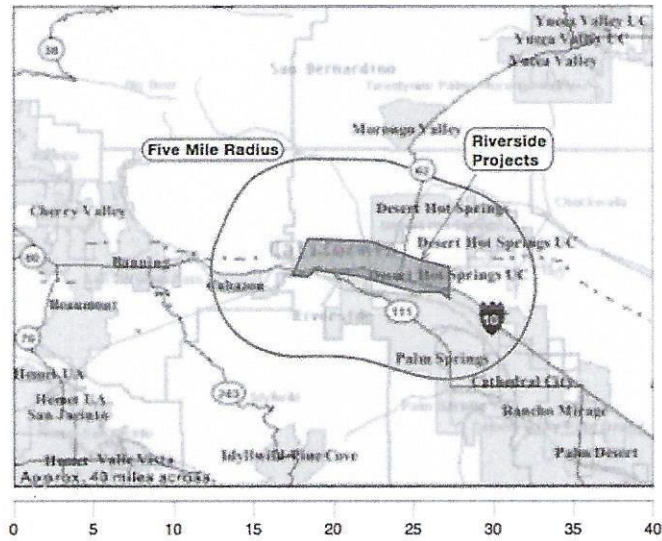 Yucca Valley UC
Yucca Valley UC
Yucca Valley
38
San Bernardino
Morongo Valley
Five Mile Radius
Riverside
Projects
62
Cherry Valley
Desert Hot Springs
Desert Hot Springs UC
Banning
Cabazon
Desert Hot Springs UC
Beaumont
111
10
Riverside
79
Palm Springs
Hemet UA
Cathedral City
Hemet UA
243
Rancho Mirage
San Jacinto
Idyllwild-Pine Cove
Palm Desert
Valle Vista
Approx. 40 miles across.
0 5 10 15 20 25 30 35 40